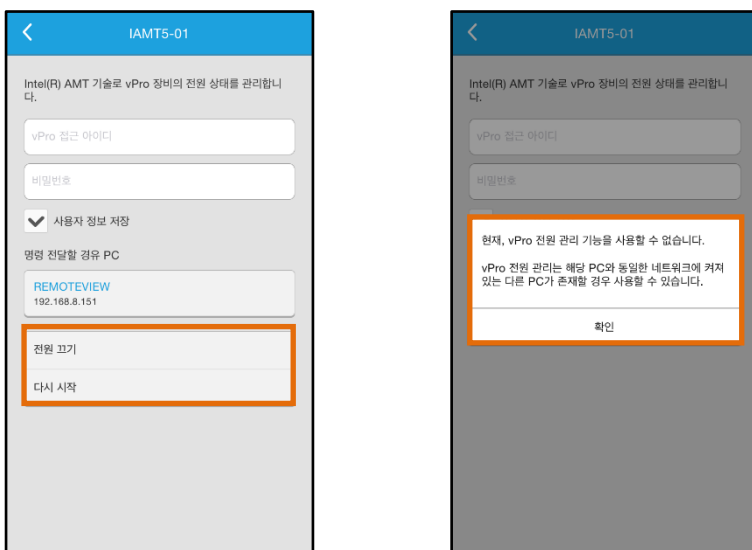 IAMT5-01
Intel(R) AMT 기술로 vPro 장비의 전원 상태를 관리합니
다.
vPro 접근 아이디
비밀번호
사용자 정보 저장
명령 전달할 경유 PC
REMOTEVIEW
192.168.8.151
전원 끄기
다시 시작
IAMT5-01
Intel(R) AMT 기술로 vPro 장비의 전원 상태를 관리합니
다.
vPro 접근 아이디
비밀번호
현재, vPro 전원 관리 기능을 사용할 수 없습니다.
vPro 전원 관리는 해당 PC와 동일한 네트워크에 켜져
있는 다른 PC가 존재할 경우 사용할 수 있습니다.
확인